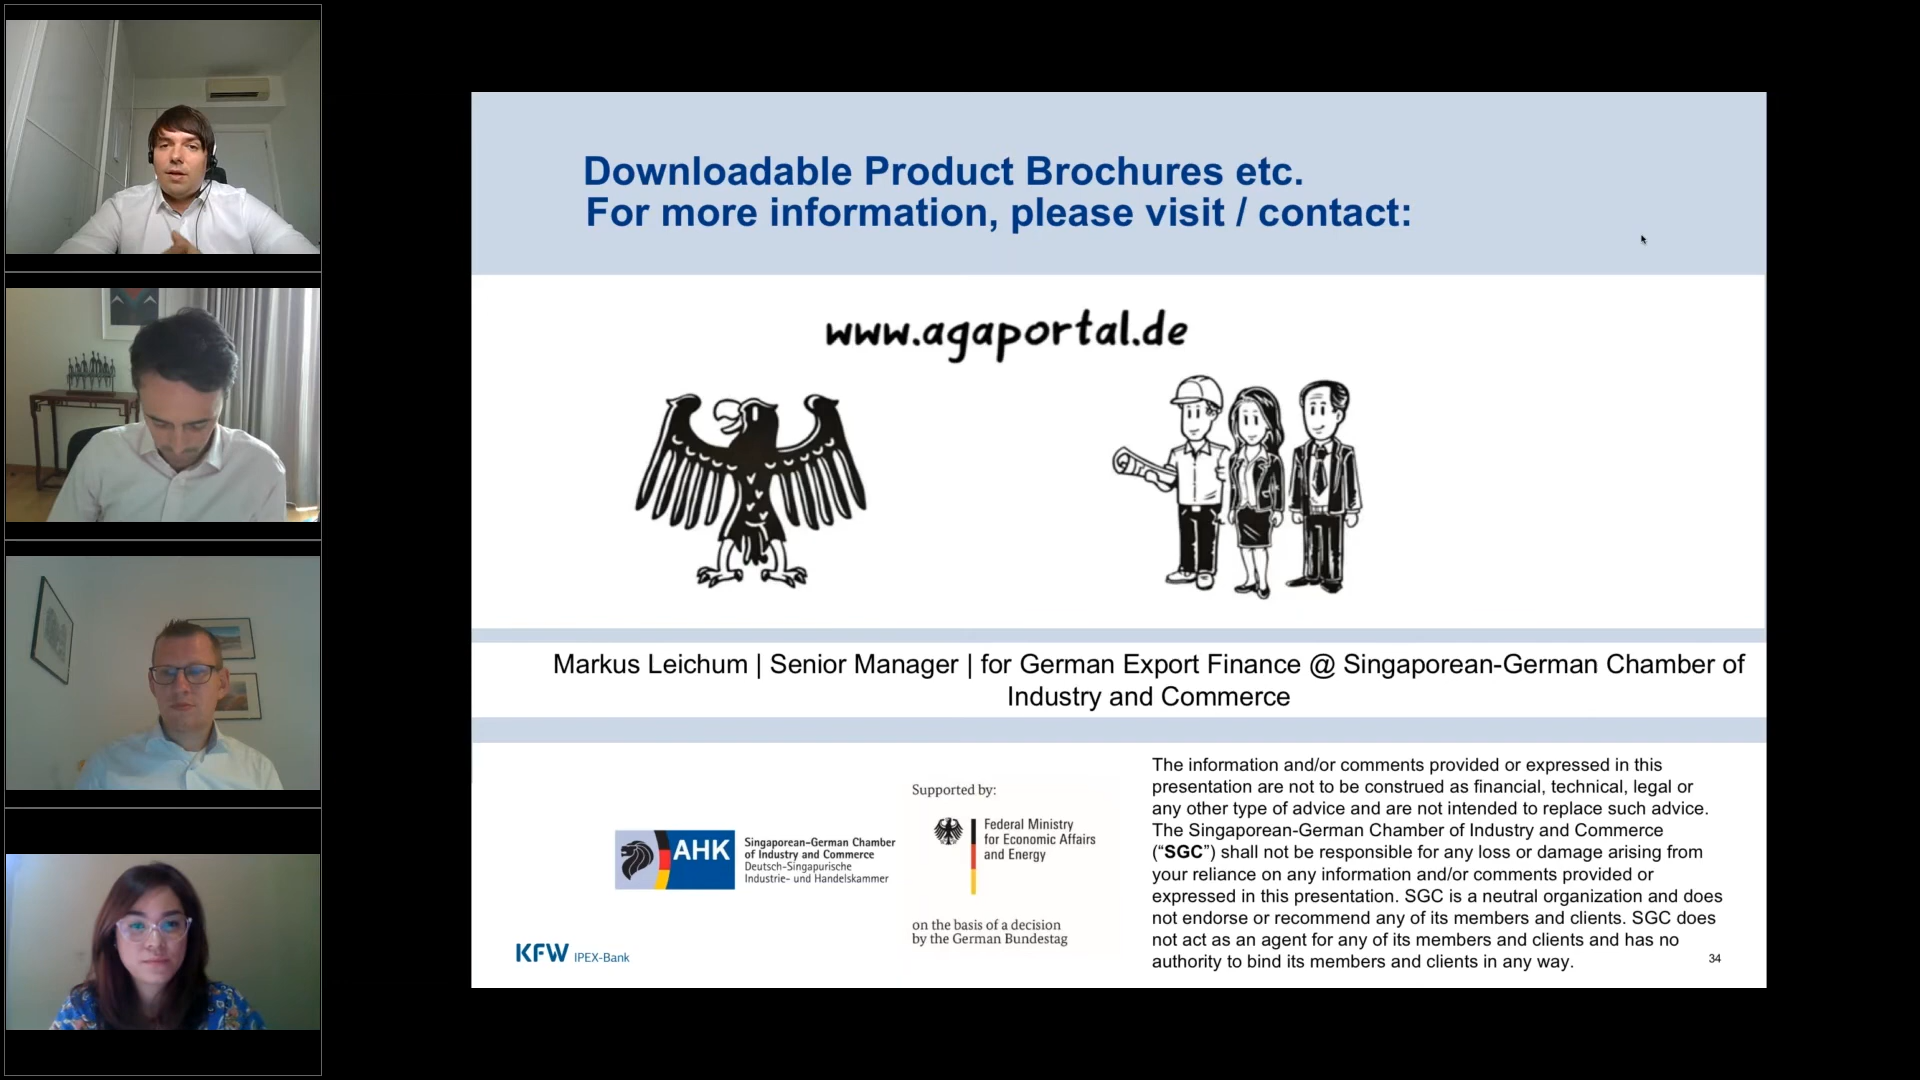 Downloadable Product Brochures etc.
For more information, please visit / contact:
www.agaportal.de
Markus Leichum | Senior Manager | for German Export Finance @ Singaporean-German Chamber of
Industry and Commerce
AHK
Singaporean-German Chamber
of Industry and Commerce
Deutsch-Singapurische
Industrie- und Handelskammer
Supported by:
Federal Ministry
for Economic Affairs
and Energy
on the basis of a decision
by the German Bundestag
The information and/or comments provided or expressed in this
presentation are not to be construed as financial, technical, legal or
any other type of advice and are not intended to replace such advice.
The Singaporean-German Chamber of Industry and Commerce
(“SGC”) shall not be responsible for any loss or damage arising from
your reliance on any information and/or comments provided or
expressed in this presentation. SGC is a neutral organization and does
not endorse or recommend any of its members and clients. SGC does
not act as an agent for any of its members and clients and has no
authority to bind its members and clients in any way.
KFW IPEX-Bank
34